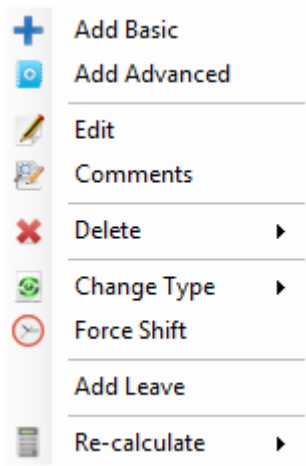 Add Basic
Add Advanced
Edit
Comments
Delete
Change Type
Force Shift
Add Leave
Re-calculate